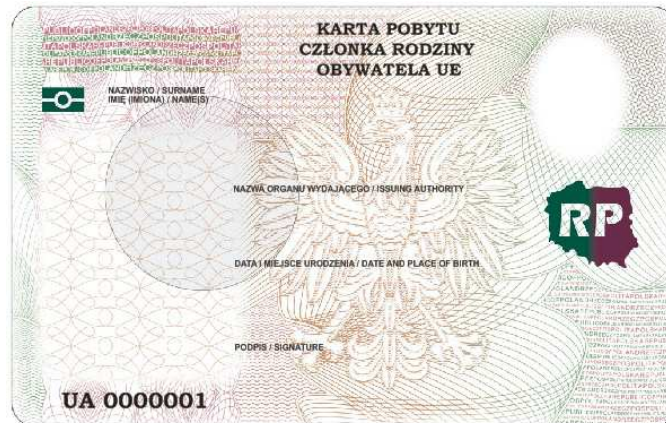 KARTA POBYTU
CZŁONKA RODZINY
OBYWATELA UE
NAZWISKO / SURNAME
IMIĘ (IMIONA) / NAME(S)
NAZWA ORGANU WYDAJĄCEGO / ISSUING AUTHORITY
RP
DATA I MIEJSCE URODZENIA / DATE AND PLACE OF BIRTH
PODPIS / SIGNATURE
UA 0000001